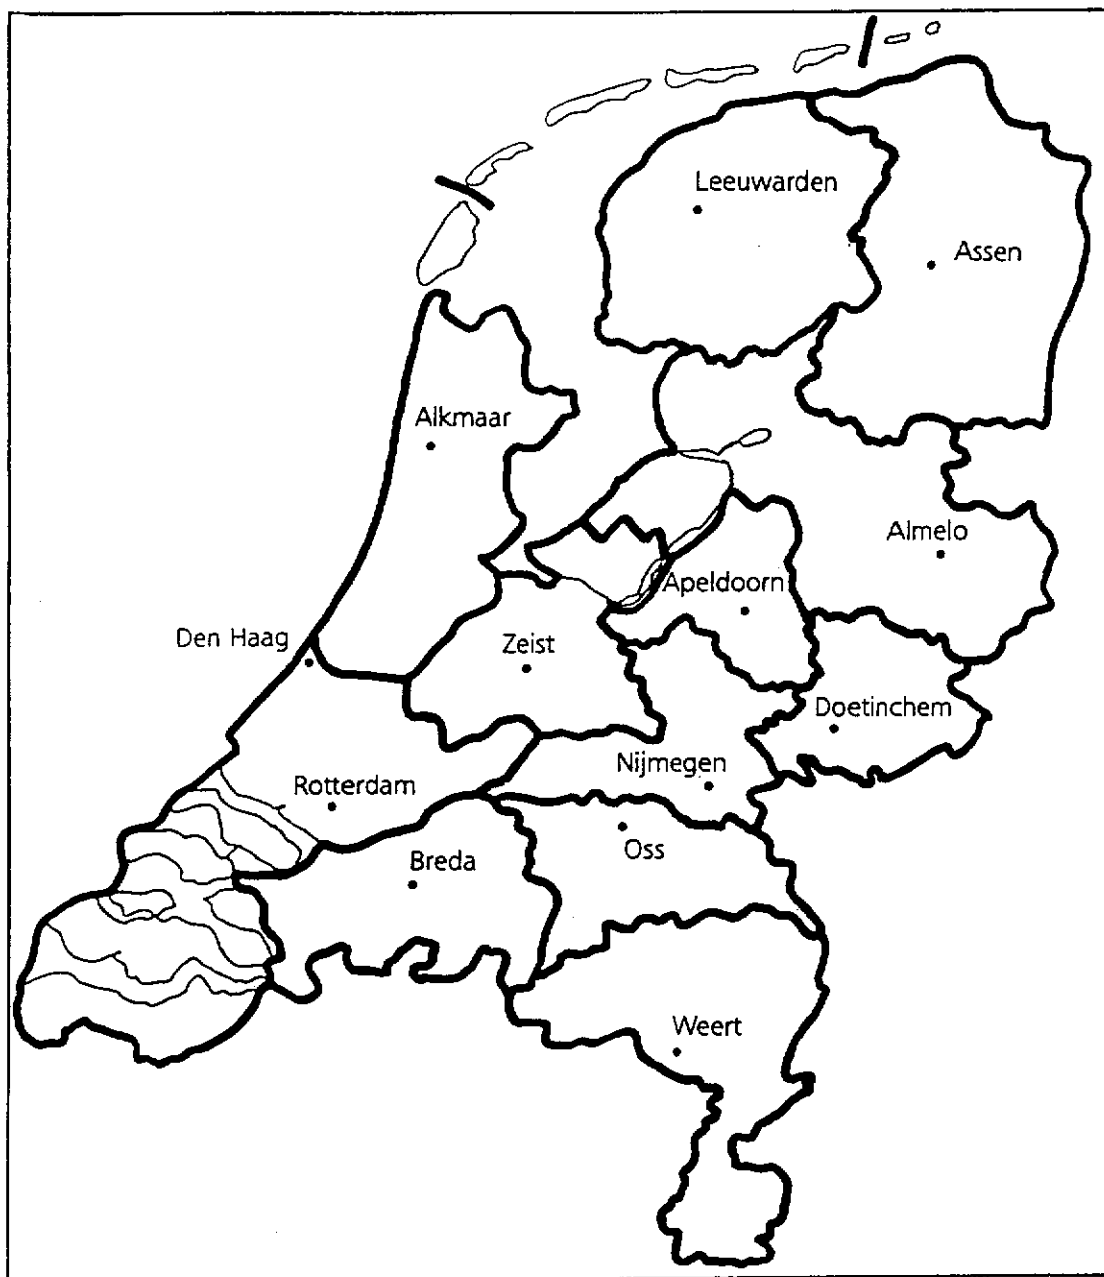 Leeuwarden
Assen
Alkmaar
Almelo
Apeldoorn
Den Haag
Zeist
Doetinchem
Nijmegen
Rotterdam
Oss
Breda
Weert